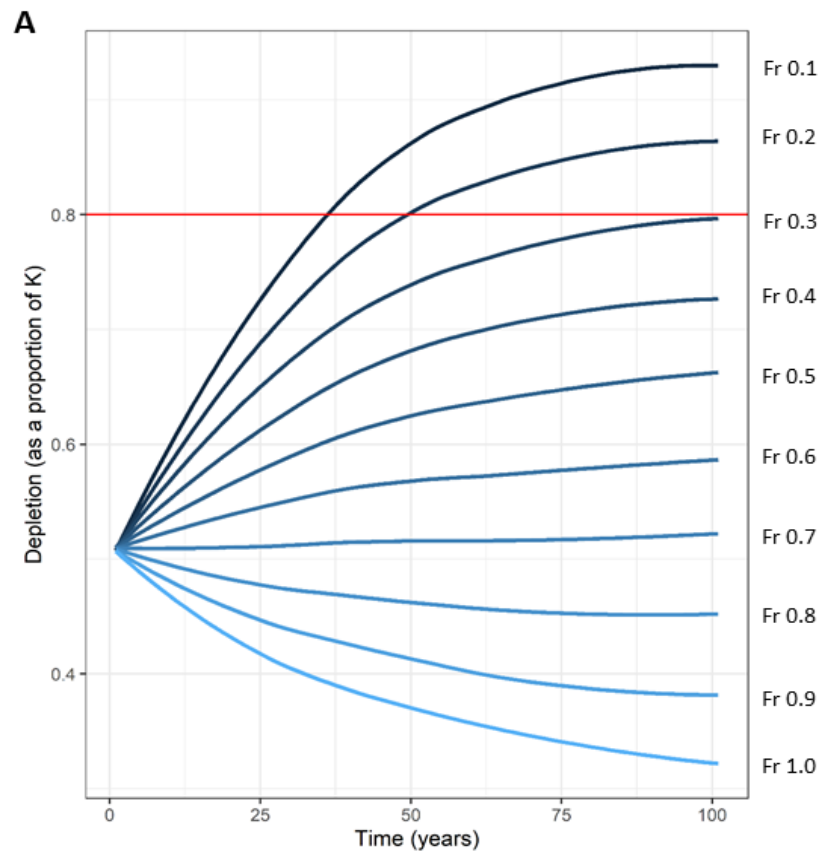 A
Fr 0.1
Fr 0.2
0.8
Fr 0.3
Fr 0.4
Fr 0.5
0.6
Fr 0.6
Fr 0.7
Fr 0.8
0.4
Fr 0.9
Fr 1.0
Depletion (as a proportion of K)
0 25 50 75 100
Time (years)